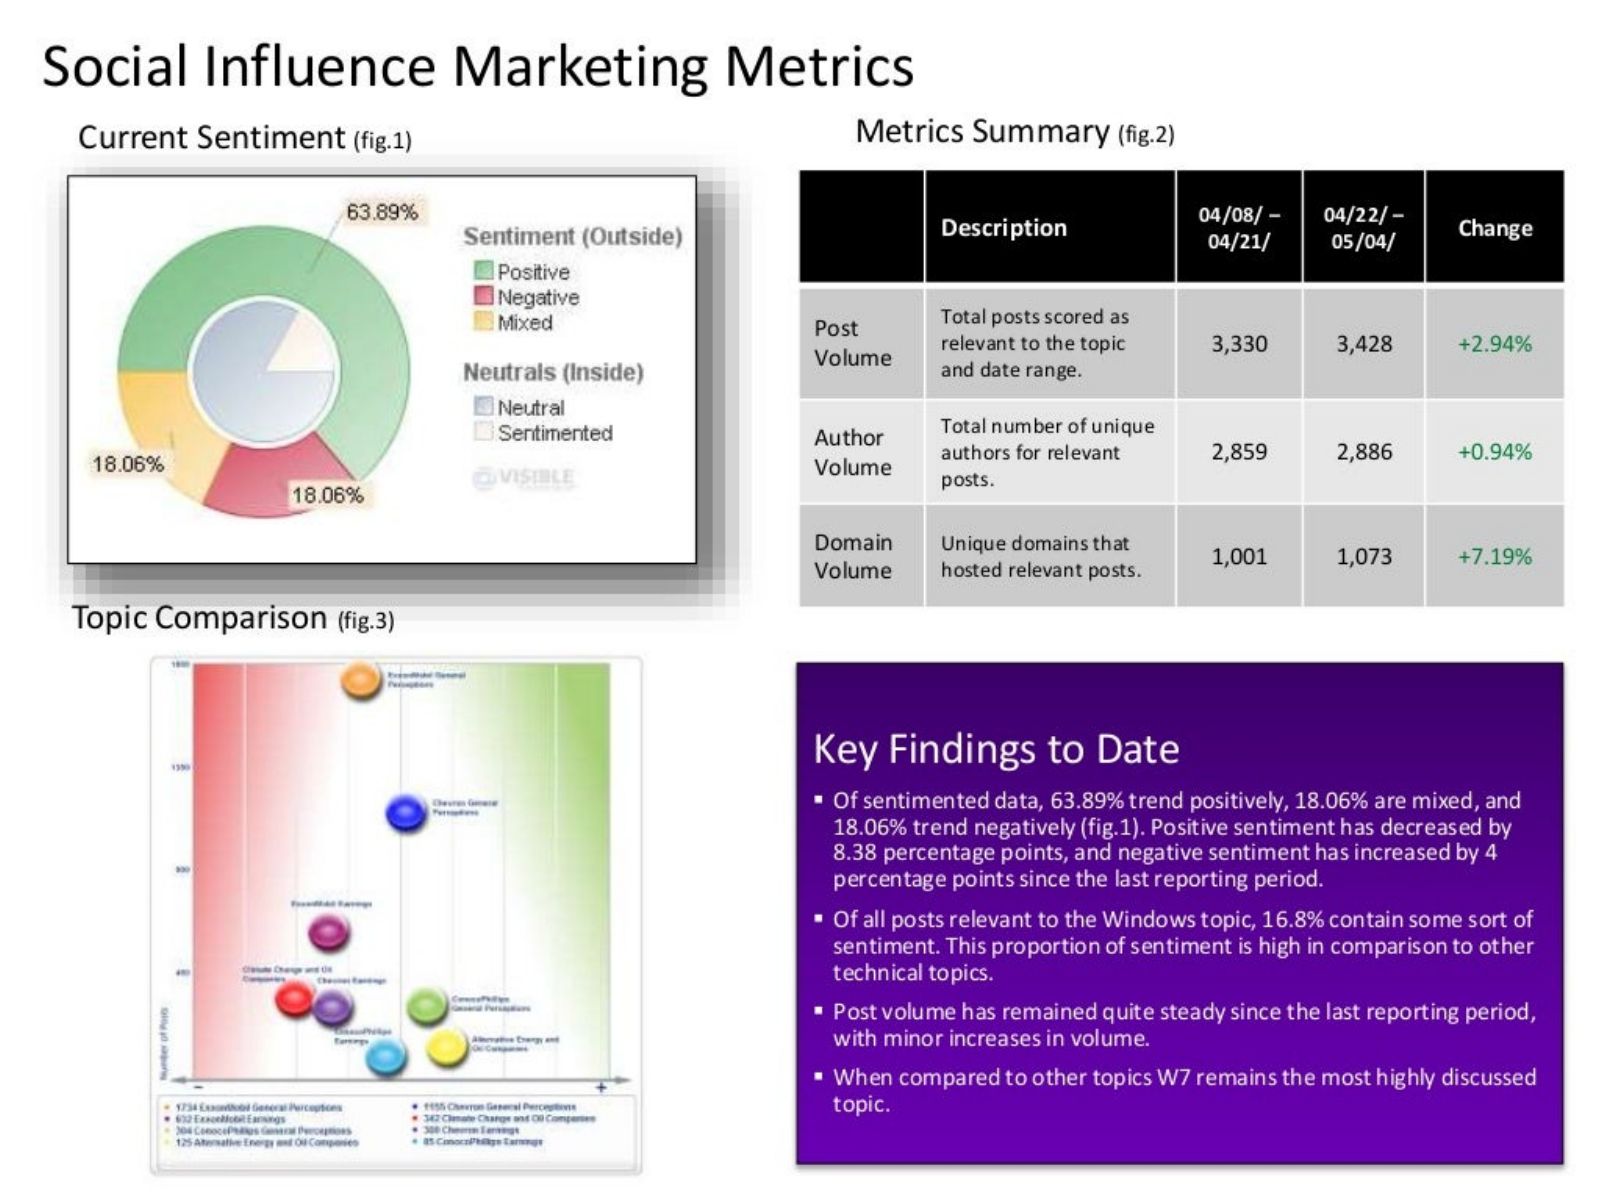 Social Influence Marketing Metrics
Current Sentiment (fig.1)
63.89%
18.06%
18.06%
Sentiment (Outside)
Positive
Negative
Mixed
Neutrals (Inside)
Neutral
Sentimented
VISIBLE
Metrics Summary (fig.2)
Description
04/08/ –
04/21/
04/22/ –
05/04/
Change
Post
Volume
Total posts scored as
relevant to the topic
and date range.
3,330
3,428
+2.94%
Author
Volume
Total number of unique
authors for relevant
posts.
2,859
2,886
+0.94%
Domain
Volume
Unique domains that
hosted relevant posts.
1,001
1,073
+7.19%
Topic Comparison (fig.3)
1800
1350
900
450
Number of Posts
ExxonMobil General
Perceptions
Chevron General
Perceptions
ExxonMobil Earnings
Climate Change and Oil
Companies
Chevron Earnings
ConocoPhillips
General Perceptions
ConocoPhillips
Earnings
Alternative Energy and
Oil Companies
–
+
1734 ExxonMobil General Perceptions
632 ExxonMobil Earnings
304 ConocoPhillips General Perceptions
125 Alternative Energy and Oil Companies
1155 Chevron General Perceptions
342 Climate Change and Oil Companies
Chevron Earnings
85 ConocoPhillips Earnings
Key Findings to Date
▪ Of sentimented data, 63.89% trend positively, 18.06% are mixed, and
18.06% trend negatively (fig.1). Positive sentiment has decreased by
8.38 percentage points, and negative sentiment has increased by 4
percentage points since the last reporting period.
▪ Of all posts relevant to the Windows topic, 16.8% contain some sort of
sentiment. This proportion of sentiment is high in comparison to other
technical topics.
▪ Post volume has remained quite steady since the last reporting period,
with minor increases in volume.
▪ When compared to other topics W7 remains the most highly discussed
topic.